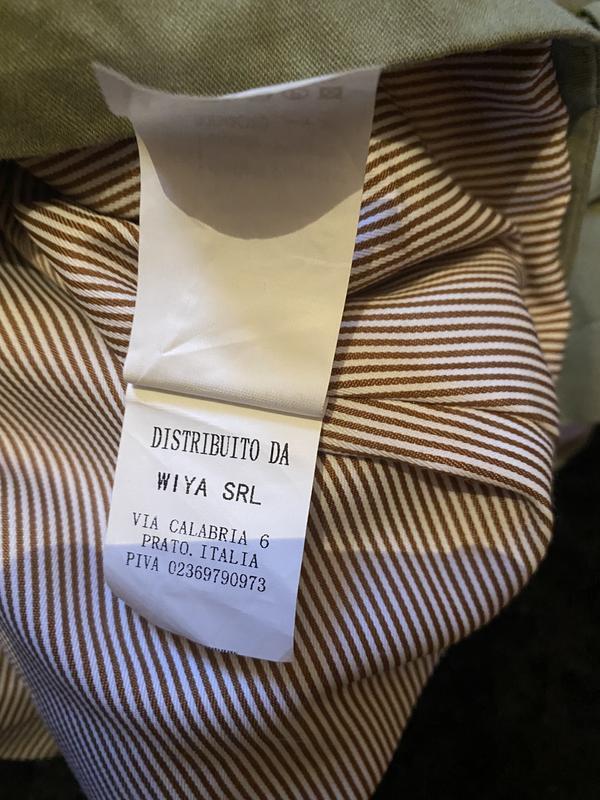 DISTRIBUITO DA
WIYA SRL
VIA CALABRIA 6
PRATO. ITALIA
PIVA 02369790973